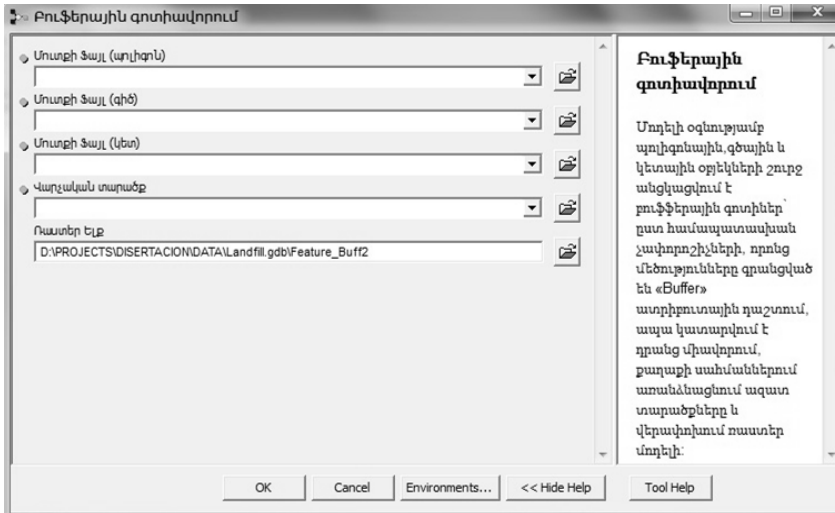 Բուֆերային գոտիավորում
Մուտքի Ֆայլ (պոլիգոն)
Մուտքի Ֆայլ (գիծ)
Մուտքի Ֆայլ (կետ)
Վարչական տարածք
Ռաստեր Ելք
D:\PROJECTS\DISERTACION\DATA\Landfill.gdb\Feature_Buff2
OK Cancel Environments... << Hide Help Tool Help
Բուֆերային
գոտիավորում
Մոդելի օգնությամբ
պոլիգոնային,գծային և
կետային օբյեկների շուրջ
անցկացվում է
բուֆֆերային գոտիներ՝
ըստ համապատասխան
չափորոշիչների, որոնց
մեծությունները գրանցված
են «Buffer»
ատրիբուտային դաշտում,
ապա կատարվում է
դրանց միավորում,
քաղաքի սահմաններում
առանձնացնում ազատ
տարածքները և
վերափոխում ռաստեր
մոդելի: